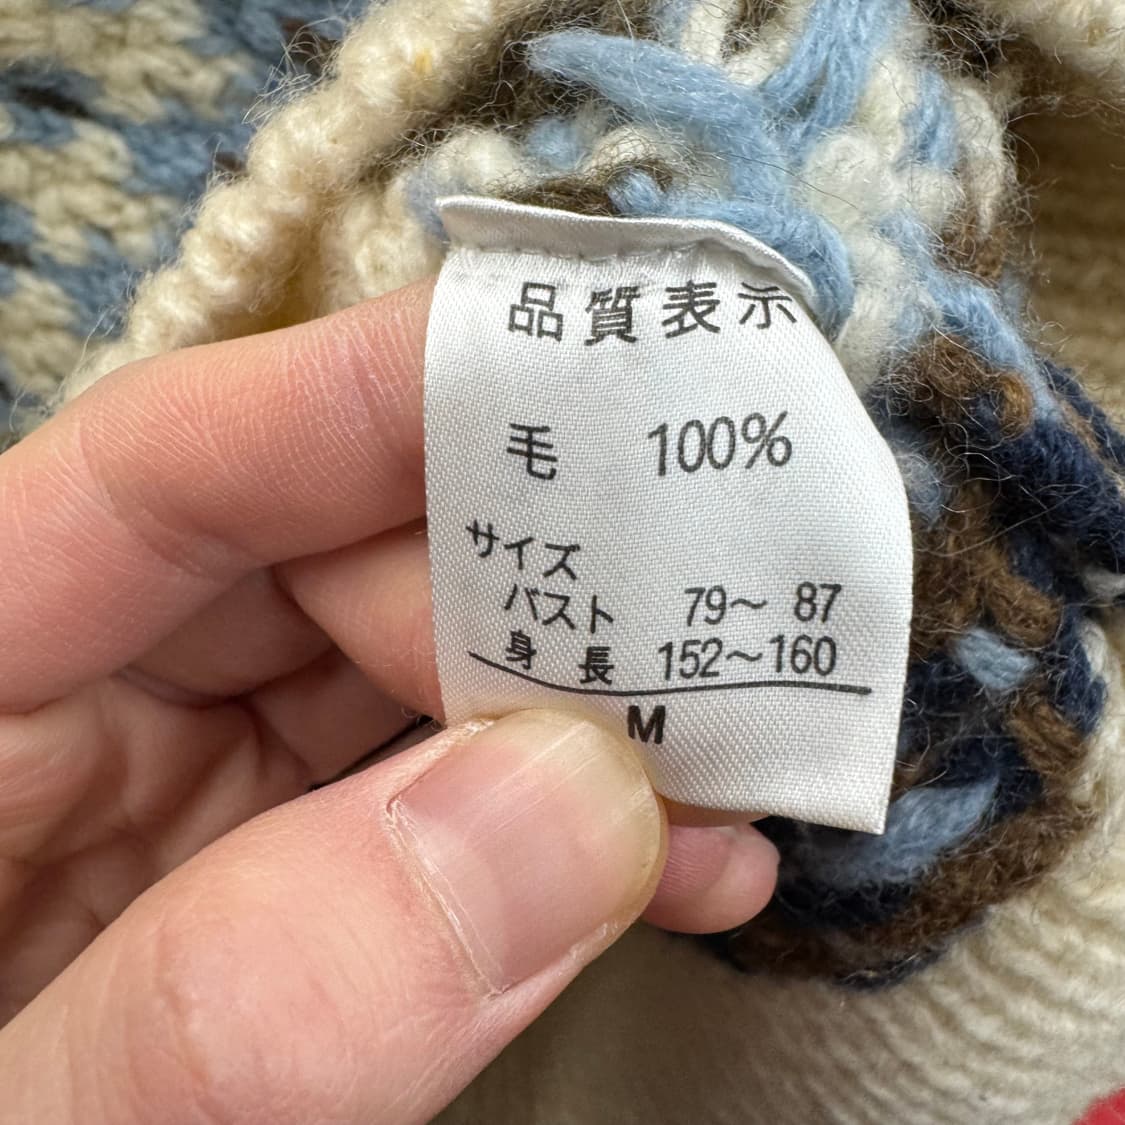 品質表示
毛 100%
サイズ
バスト 79〜 87
身 長 152〜160
M